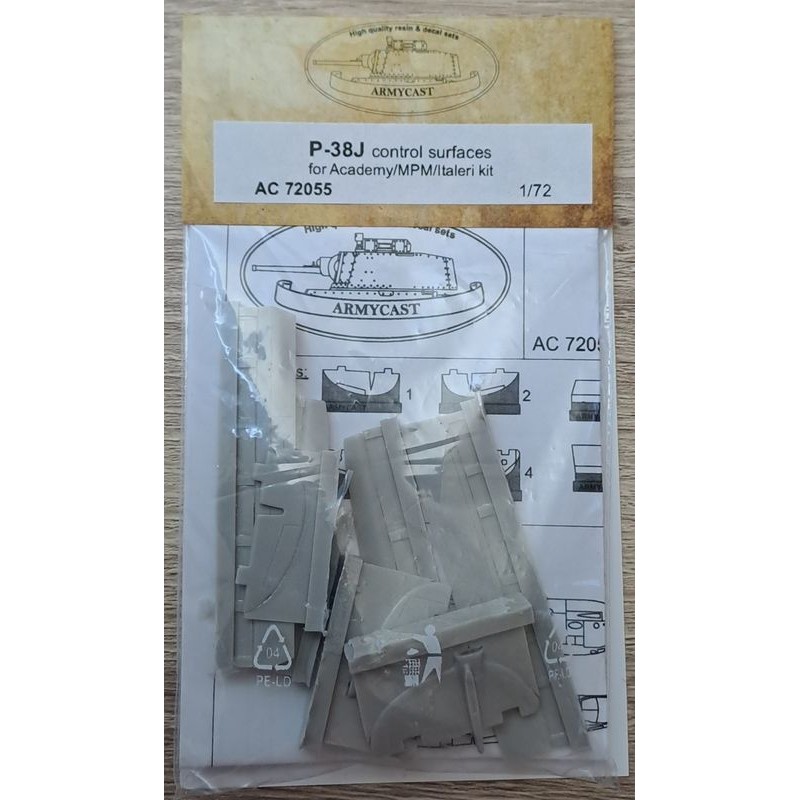 High quality resin & decal sets
ARMYCAST
P-38J control surfaces
for Academy/MPM/Italeri kit
AC 72055
1/72
ARMYCAST
AC 7205
1
2
4
04
PE-LD
04
PE-LD